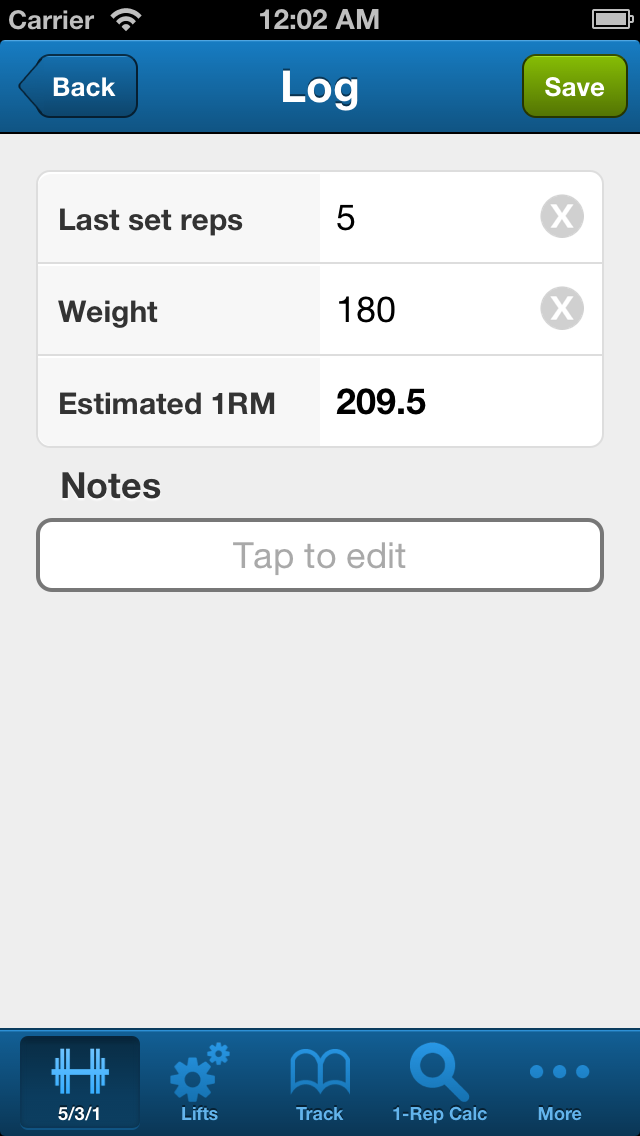 Carrier 12:02 AM
Back Log Save
Last set reps 5 X
Weight 180 X
Estimated 1RM 209.5
Notes
Tap to edit
5/3/1 Lifts Track 1-Rep Calc More